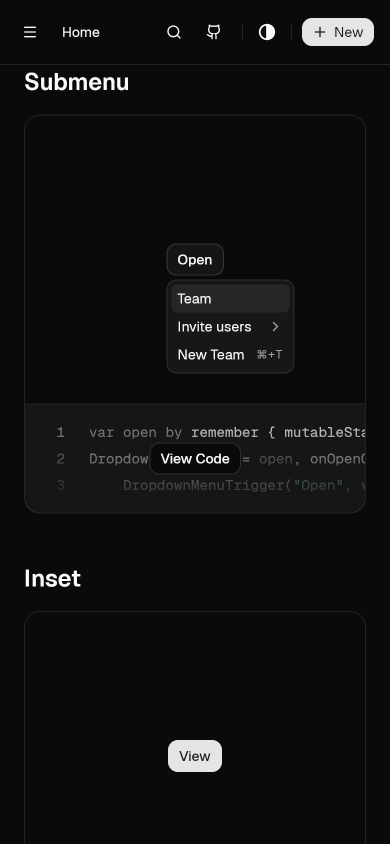 Home
New
Submenu
Open
Team
Invite users
New Team ⌘+T
1 var open by remember { mutableSta
2 Dropdow
View Code
= open, onOpenC
3 DropdownMenuTrigger("Open", v
Inset
View